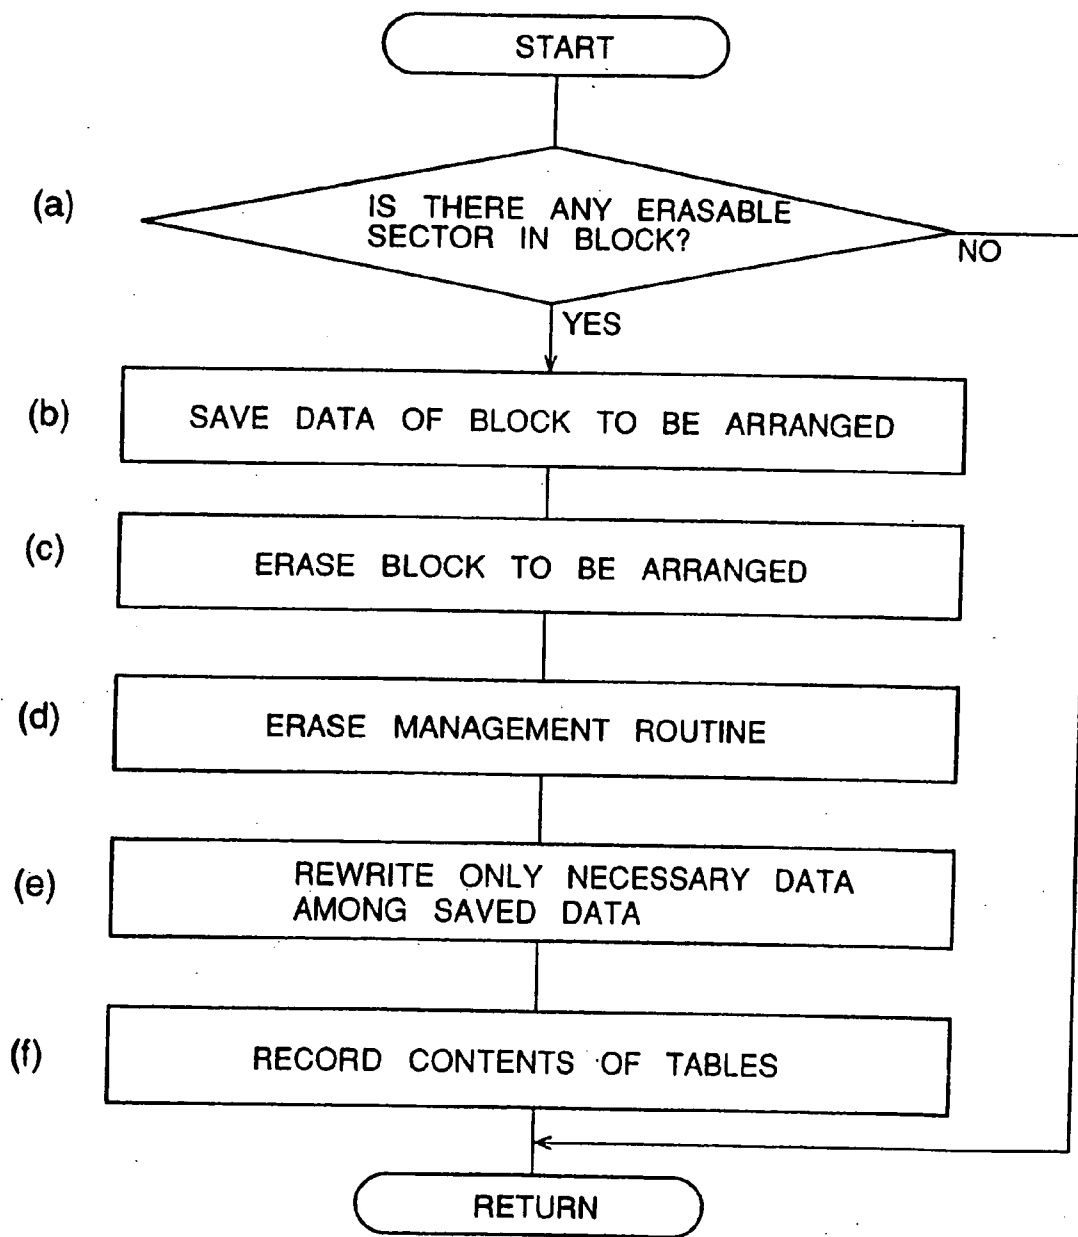 START
(a)
IS THERE ANY ERASABLE
SECTOR IN BLOCK?
NO
YES
(b)
SAVE DATA OF BLOCK TO BE ARRANGED
(c)
ERASE BLOCK TO BE ARRANGED
(d)
ERASE MANAGEMENT ROUTINE
(e)
REWRITE ONLY NECESSARY DATA
AMONG SAVED DATA
(f)
RECORD CONTENTS OF TABLES
RETURN